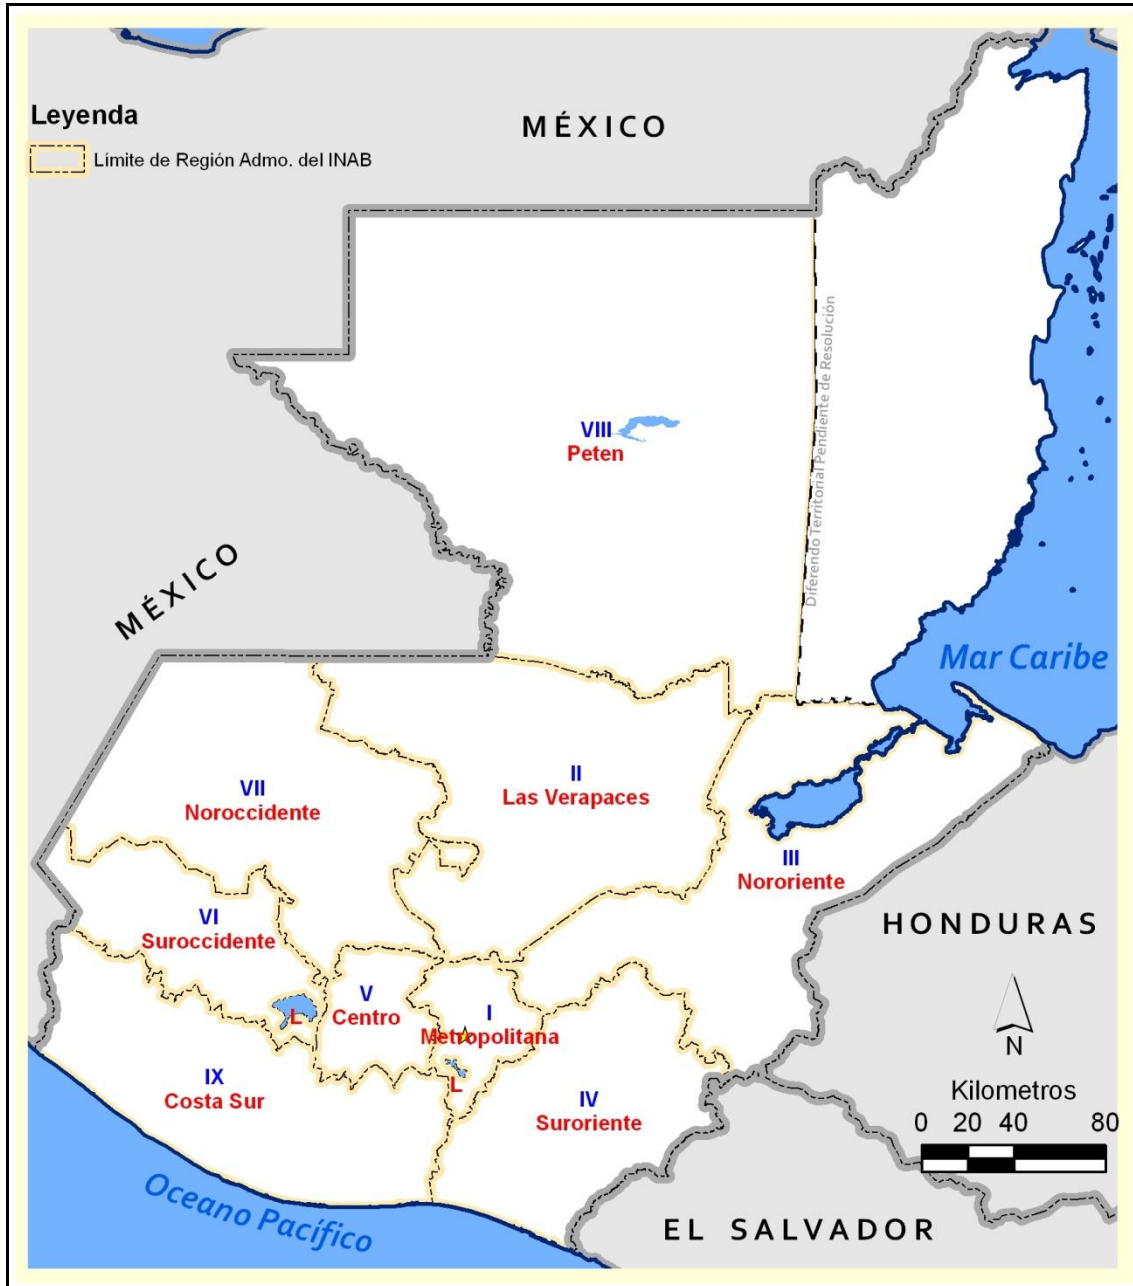 MÉXICO
Leyenda
Límite de Región Admo. del INAB
Diferendo Territorial Pendiente de Resolución
VIII
Peten
MÉXICO
Mar Caribe
VII
Noroccidente
II
Las Verapaces
III
Nororiente
VI
Suroccidente
HONDURAS
V
Centro
I
Metropolitana
L
L
N
IX
Costa Sur
IV
Suroriente
Kilometros
0 20 40 80
Oceano Pacífico
EL SALVADOR